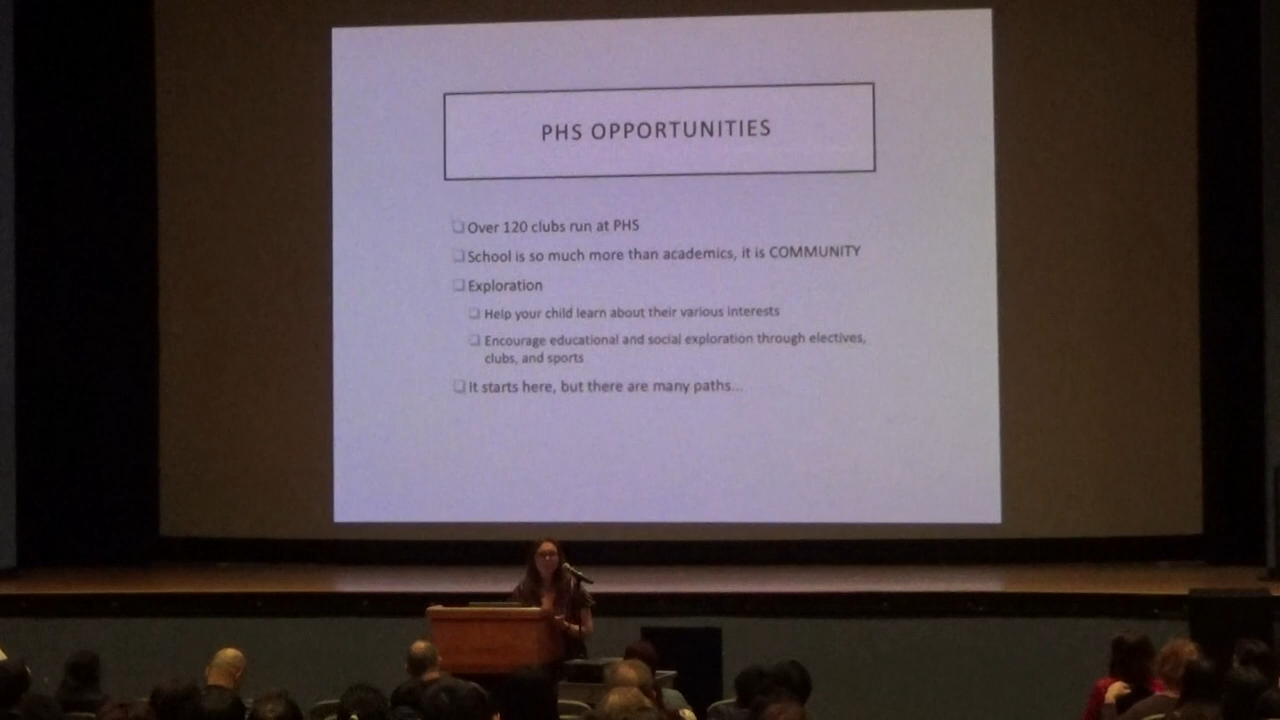 PHS OPPORTUNITIES
Over 120 clubs run at PHS
School is so much more than academics, it is COMMUNITY
Exploration
Help your child learn about their various interests
Encourage educational and social exploration through electives,
clubs, and sports
It starts here, but there are many paths...